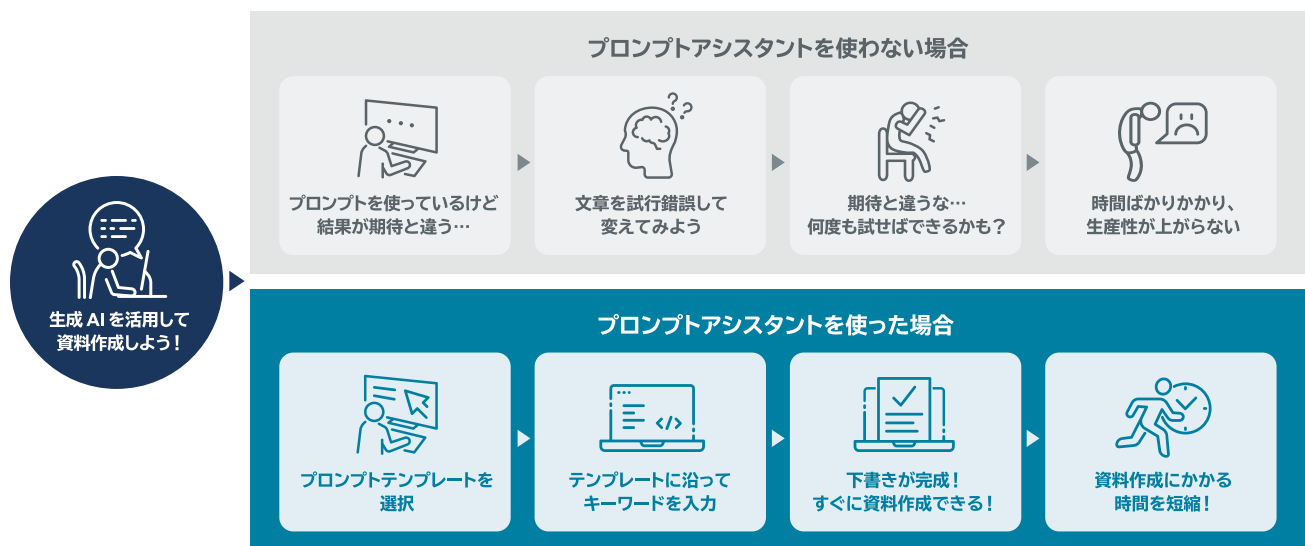 生成 AI を活用して
資料作成しよう！
プロンプトアシスタントを使わない場合
プロンプトを使っているけど
結果が期待と違う…
文章を試行錯誤して
変えてみよう
期待と違うな…
何度も試せばできるかも？
時間ばかりかかり、
生産性が上がらない
プロンプトアシスタントを使った場合
プロンプトテンプレートを
選択
テンプレートに沿って
キーワードを入力
下書きが完成！
すぐに資料作成できる！
資料作成にかかる
時間を短縮！